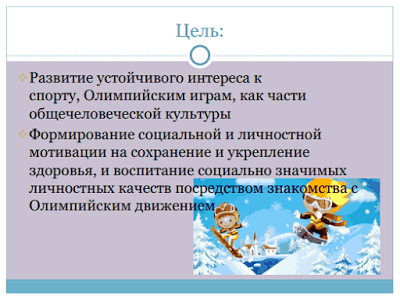 Цель:
Развитие устойчивого интереса к
спорту, Олимпийским играм, как части
общечеловеческой культуры
Формирование социальной и личностной
мотивации на сохранение и укрепление
здоровья, и воспитание социально значимых
личностных качеств посредством знакомства с
Олимпийским движением.